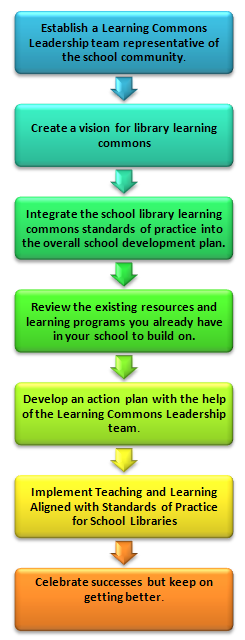 Establish a Learning Commons
Leadership team representative of
the school community.
Create a vision for library learning
commons
Integrate the school library learning
commons standards of practice into
the overall school development plan.
Review the existing resources and
learning programs you already have
in your school to build on.
Develop an action plan with the help
of the Learning Commons Leadership
team.
Implement Teaching and Learning
Aligned with Standards of Practice
for School Libraries
Celebrate successes but keep on
getting better.